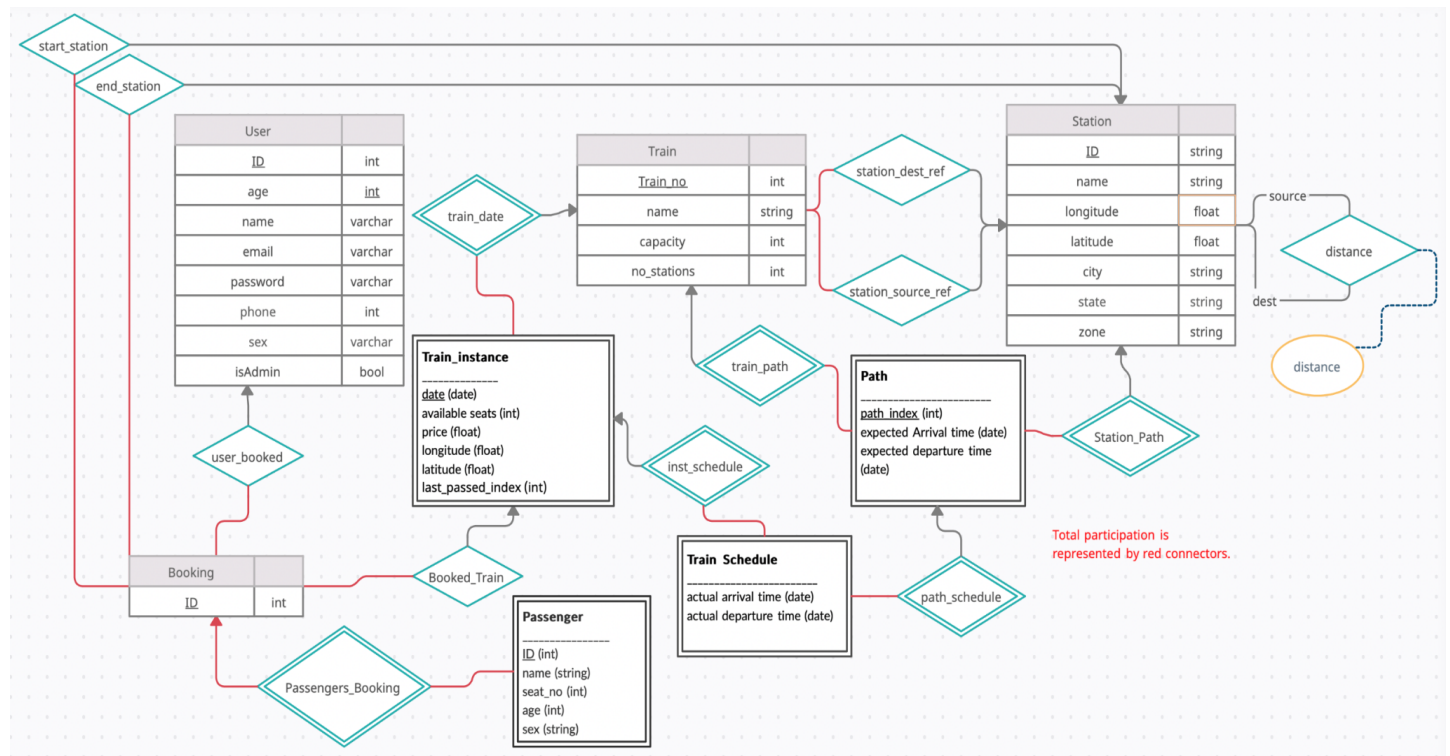 start_station
end_station
User
ID int
age int
name varchar
email varchar
password varchar
phone int
sex varchar
isAdmin bool
train_date
Train
Train_no int
name string
capacity int
no_stations int
station_dest_ref
station_source_ref
Station
ID string
name string
longitude float
latitude float
city string
state string
zone string
source
distance
dest
distance
Train_instance
date (date)
available seats (int)
price (float)
longitude (float)
latitude (float)
last_passed_index (int)
train_path
Path
path_index (int)
expected Arrival time (date)
expected departure time
(date)
Station_Path
user_booked
inst_schedule
Total participation is
represented by red connectors.
Booking
ID int
Booked_Train
Train Schedule
actual arrival time (date)
actual departure time (date)
path_schedule
Passengers_Booking
Passenger
ID (int)
name (string)
seat_no (int)
age (int)
sex (string)